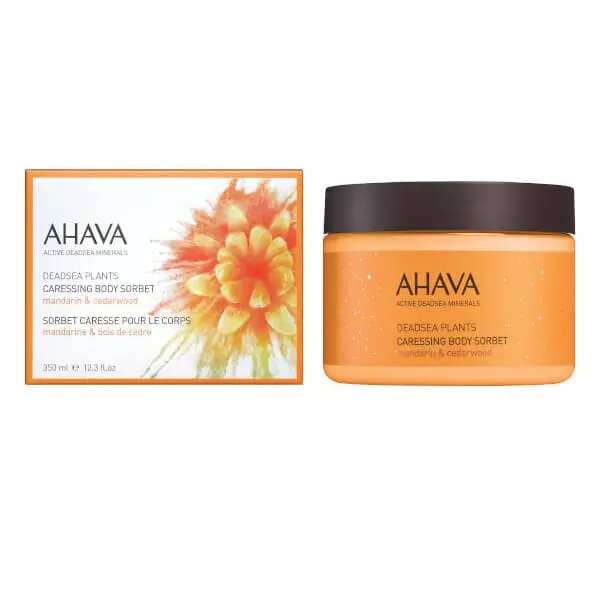 AHAVA
ACTIVE DEADSEA MINERALS
DEADSEA PLANTS
CARESSING BODY SORBET
mandarin & cedarwood
SORBET CARESSE POUR LE CORPS
mandarine & bois de cèdre
350 ml ℮ 12.3 fl.oz
AHAVA
ACTIVE DEADSEA MINERALS
DEADSEA PLANTS
CARESSING BODY SORBET
mandarin & cedarwood